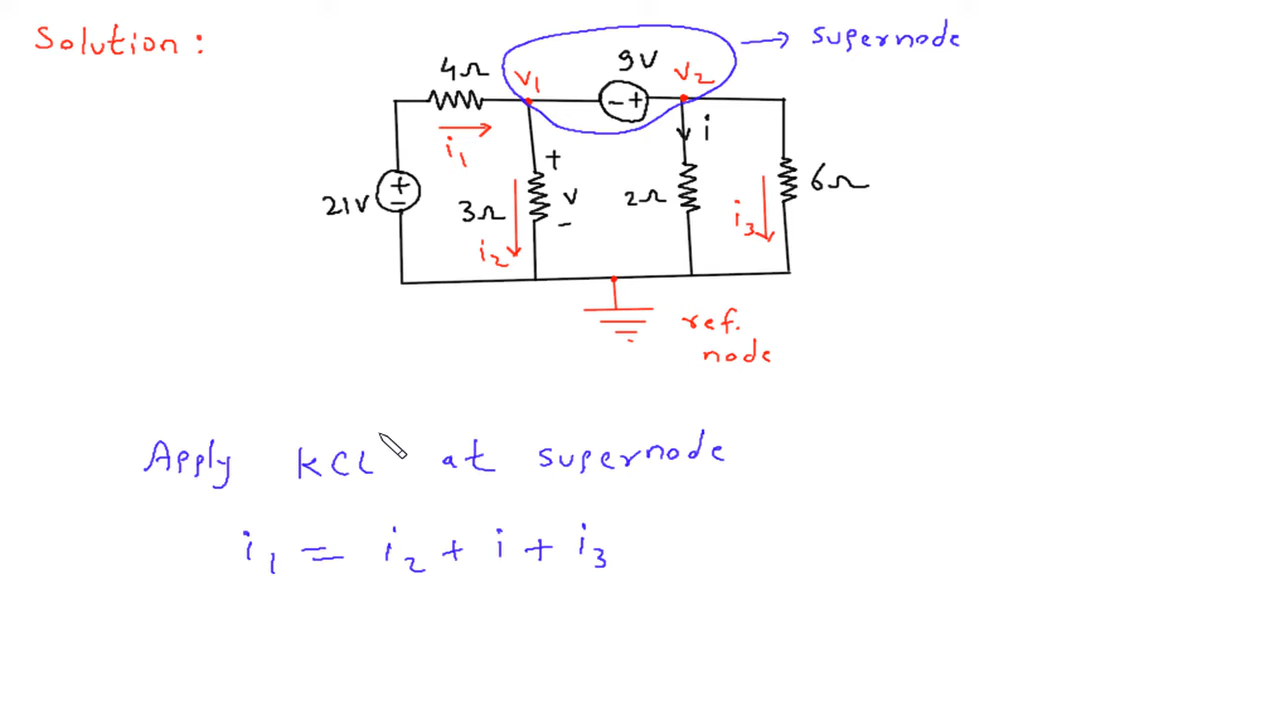 Solution :
supernode
9V
4Ω
V1
V2
- +
i
i1
+
+
-
21V
3Ω
V
2Ω
6Ω
-
i2
i3
ref.
node
Apply KCL at supernode
i1 = i2 + i + i3